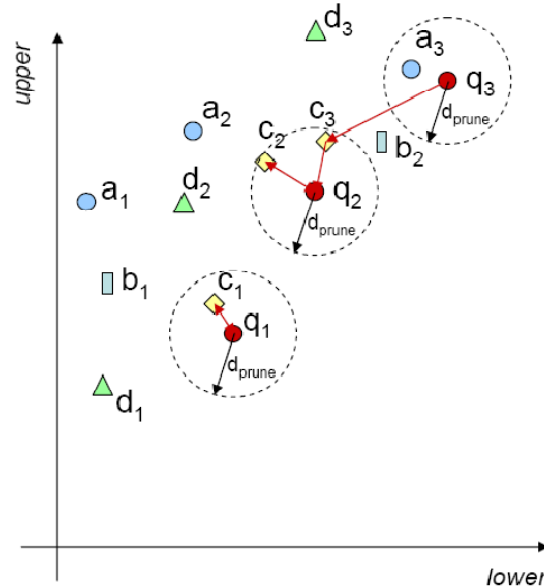 upper
d3
a3
q3
dprune
a2
c2
c3
b2
d2
q2
a1
dprune
b1
c1
q1
dprune
d1
lower